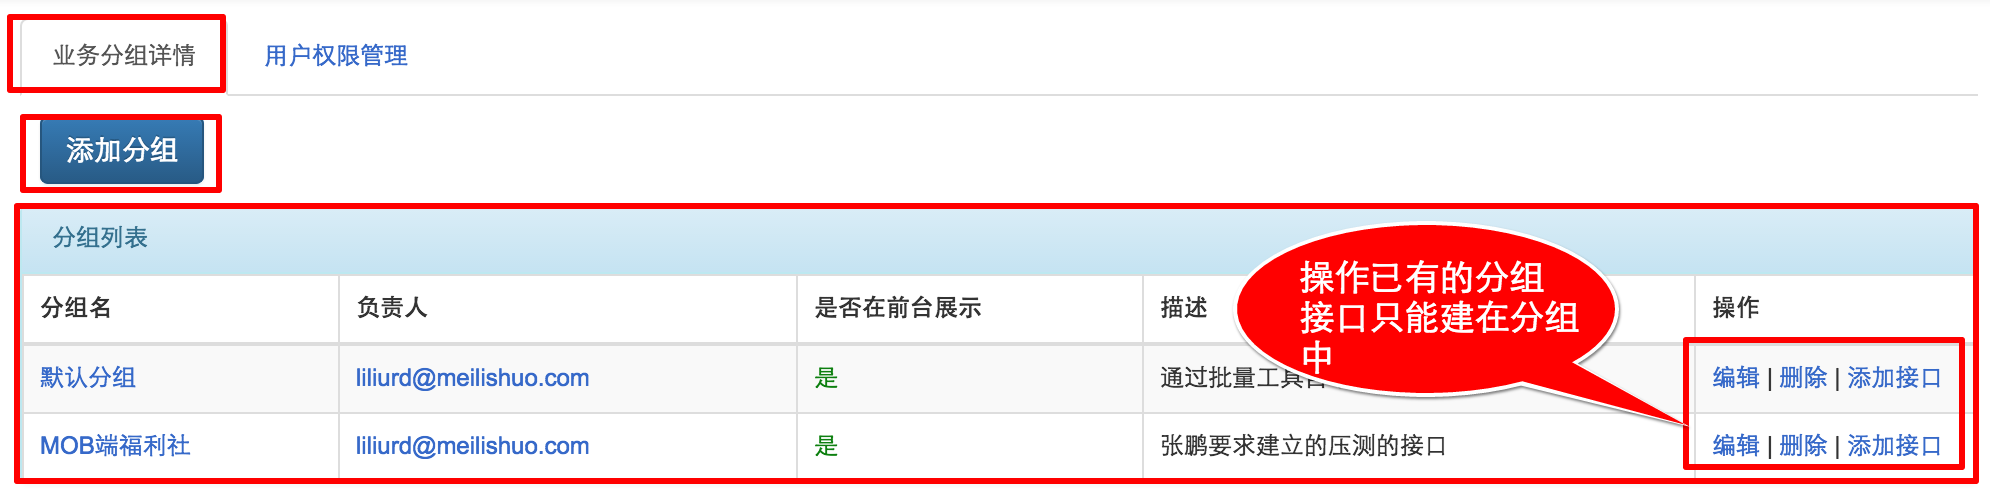 业务分组详情 用户权限管理
添加分组
分组列表
分组名 负责人 是否在前台展示 描述 操作
操作已有的分组
接口只能建在分组
中
默认分组 liliurd@meilishuo.com 是 通过批量工具 编辑 | 删除 | 添加接口
MOB端福利社 liliurd@meilishuo.com 是 张鹏要求建立的压测的接口 编辑 | 删除 | 添加接口